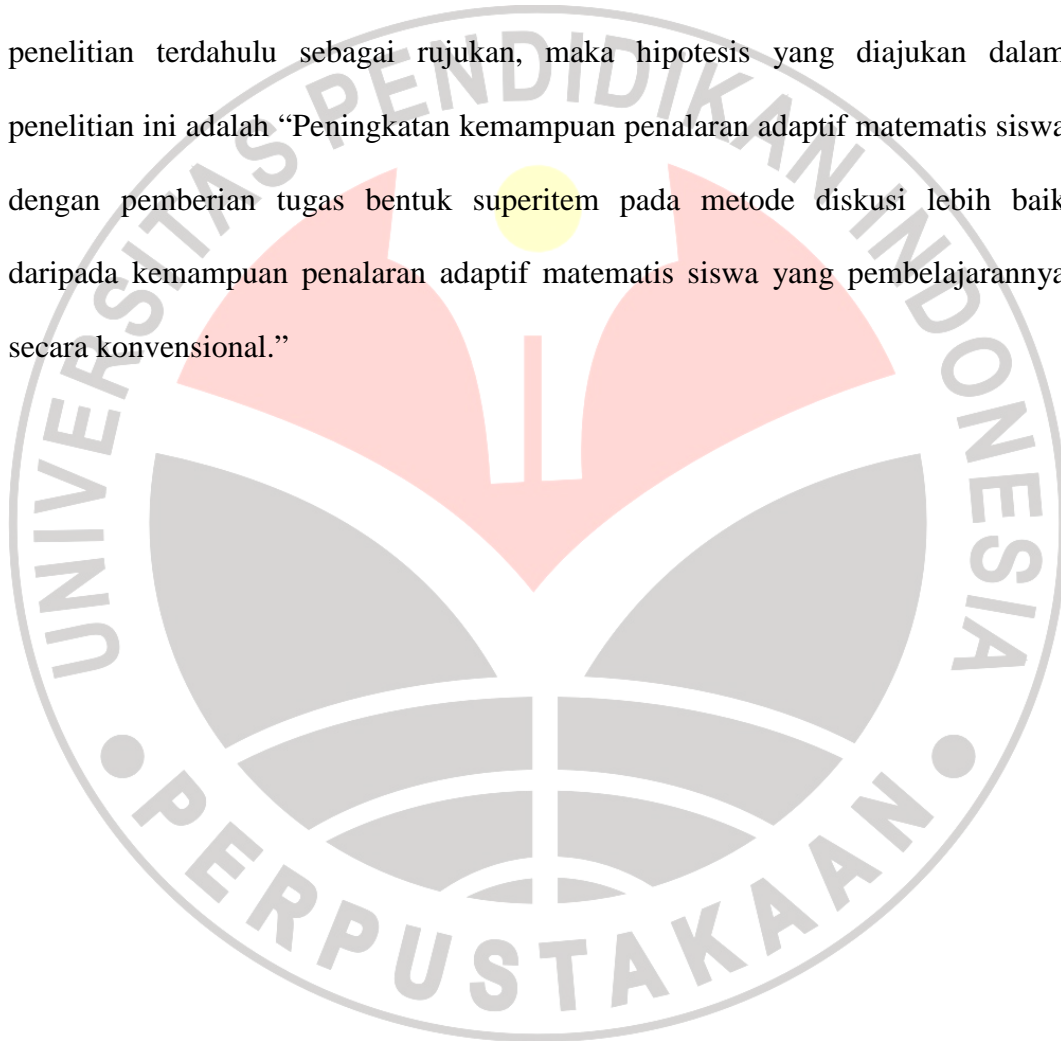 penelitian terdahulu sebagai rujukan, maka hipotesis yang diajukan dalam
penelitian ini adalah “Peningkatan kemampuan penalaran adaptif matematis siswa
dengan pemberian tugas bentuk superitem pada metode diskusi lebih baik
daripada kemampuan penalaran adaptif matematis siswa yang pembelajarannya
secara konvensional.”
UNIVERSITAS PENDIDIKAN INDONESIA
PERPUSTAKAAN